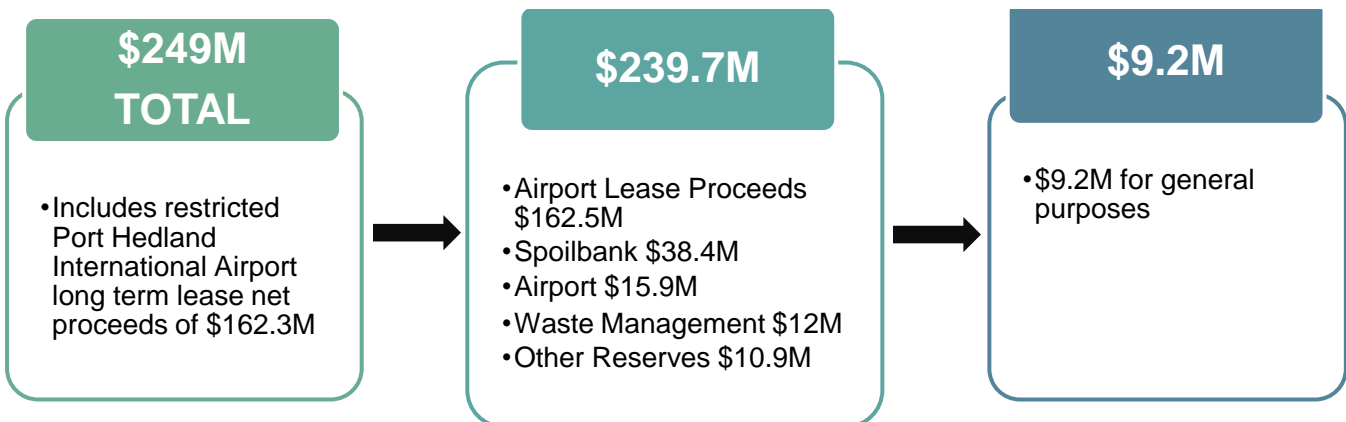 $249M
TOTAL
•Includes restricted
Port Hedland
International Airport
long term lease net
proceeds of $162.3M
$239.7M
•Airport Lease Proceeds
$162.5M
•Spoilbank $38.4M
•Airport $15.9M
•Waste Management $12M
•Other Reserves $10.9M
$9.2M
•$9.2M for general
purposes